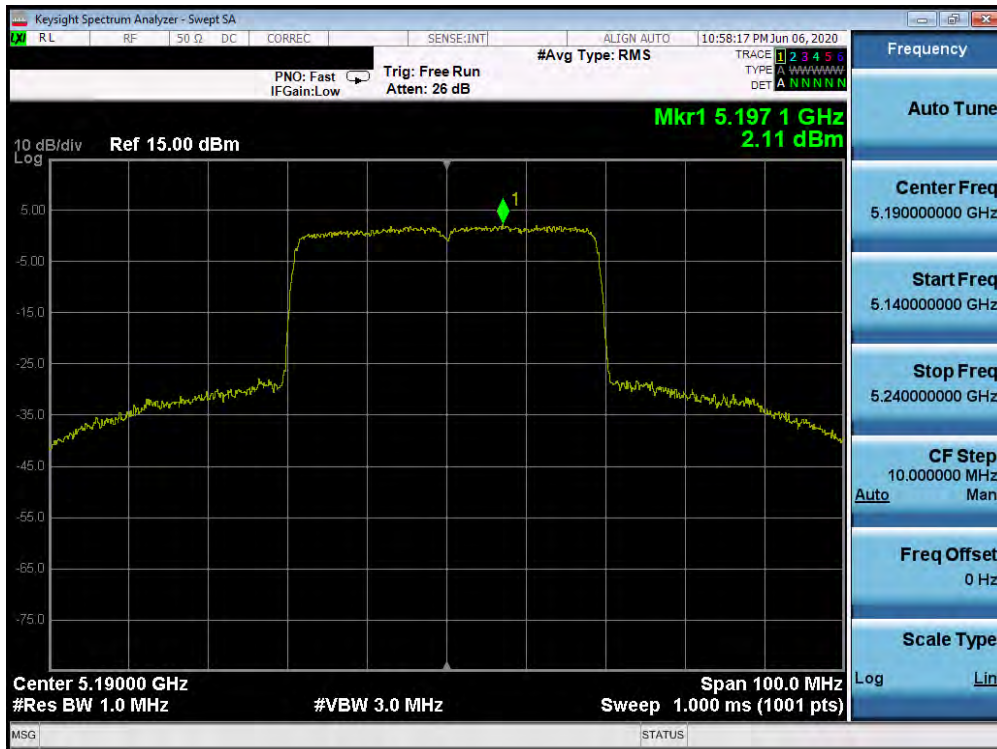 Keysight Spectrum Analyzer - Swept SA
LXI RL RF 50 Ω DC CORREC SENSE:INT ALIGN AUTO 10:58:17 PM Jun 06, 2020
#Avg Type: RMS
TRACE 1 2 3 4 5 6
PNO: Fast Trig: Free Run
TYPE A WWWWW
IFGain:Low Atten: 26 dB
DET A N N N N N
Mkr1 5.197 1 GHz
2.11 dBm
10 dB/div Ref 15.00 dBm
Log
1
5.00
-5.00
-15.0
-25.0
-35.0
-45.0
-55.0
-65.0
-75.0
Center 5.19000 GHz Span 100.0 MHz
#Res BW 1.0 MHz #VBW 3.0 MHz Sweep 1.000 ms (1001 pts)
MSG STATUS
Frequency
Auto Tune
Center Freq
5.190000000 GHz
Start Freq
5.140000000 GHz
Stop Freq
5.240000000 GHz
CF Step
10.000000 MHz
Auto Man
Freq Offset
0 Hz
Scale Type
Log Lin